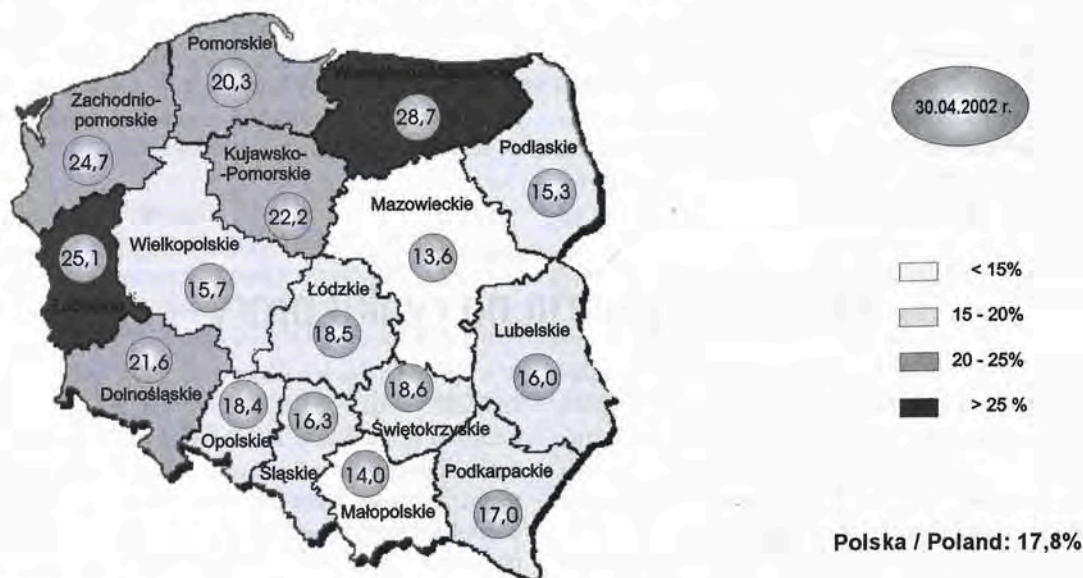 Pomorskie
20,3
Zachodnio-
pomorskie
24,7
28,7
Podlaskie
15,3
Kujawsko-
-Pomorskie
22,2
Mazowieckie
13,6
25,1
Wielkopolskie
15,7
Łódzkie
18,5
Lubelskie
16,0
21,6
Dolnośląskie
18,4
Opolskie
16,3
Śląskie
18,6
Świętokrzyskie
14,0
Małopolskie
Podkarpackie
17,0
30.04.2002 r.
< 15%
15 - 20%
20 - 25%
> 25 %
Polska / Poland: 17,8%